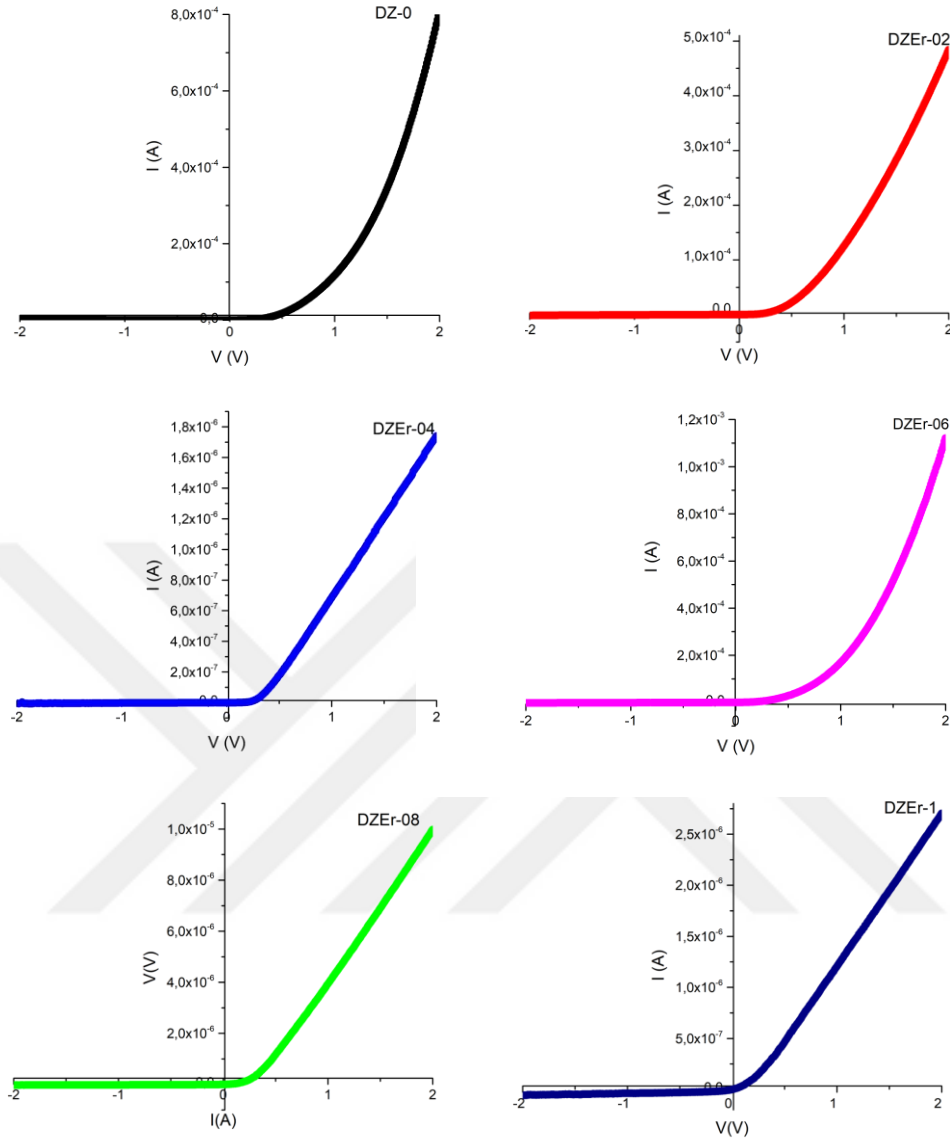 DZ-0
8,0x10⁻⁴
6,0x10⁻⁴
4,0x10⁻⁴
2,0x10⁻⁴
0,0
I (A)
-2 -1 0 1 2
V (V)
DZEr-02
5,0x10⁻⁴
4,0x10⁻⁴
3,0x10⁻⁴
2,0x10⁻⁴
1,0x10⁻⁴
0,0
I (A)
-2 -1 0 1 2
V (V)
DZEr-04
1,8x10⁻⁶
1,6x10⁻⁶
1,4x10⁻⁶
1,2x10⁻⁶
1,0x10⁻⁶
8,0x10⁻⁷
6,0x10⁻⁷
4,0x10⁻⁷
2,0x10⁻⁷
0,0
I (A)
-2 -1 0 1 2
V (V)
DZEr-06
1,2x10⁻³
1,0x10⁻³
8,0x10⁻⁴
6,0x10⁻⁴
4,0x10⁻⁴
2,0x10⁻⁴
0,0
I (A)
-2 -1 0 1 2
V (V)
DZEr-08
1,0x10⁻⁵
8,0x10⁻⁶
6,0x10⁻⁶
4,0x10⁻⁶
2,0x10⁻⁶
0,0
V(V)
-2 -1 0 1 2
I(A)
DZEr-1
2,5x10⁻⁶
2,0x10⁻⁶
1,5x10⁻⁶
1,0x10⁻⁶
5,0x10⁻⁷
0,0
I (A)
-2 -1 0 1 2
V(V)